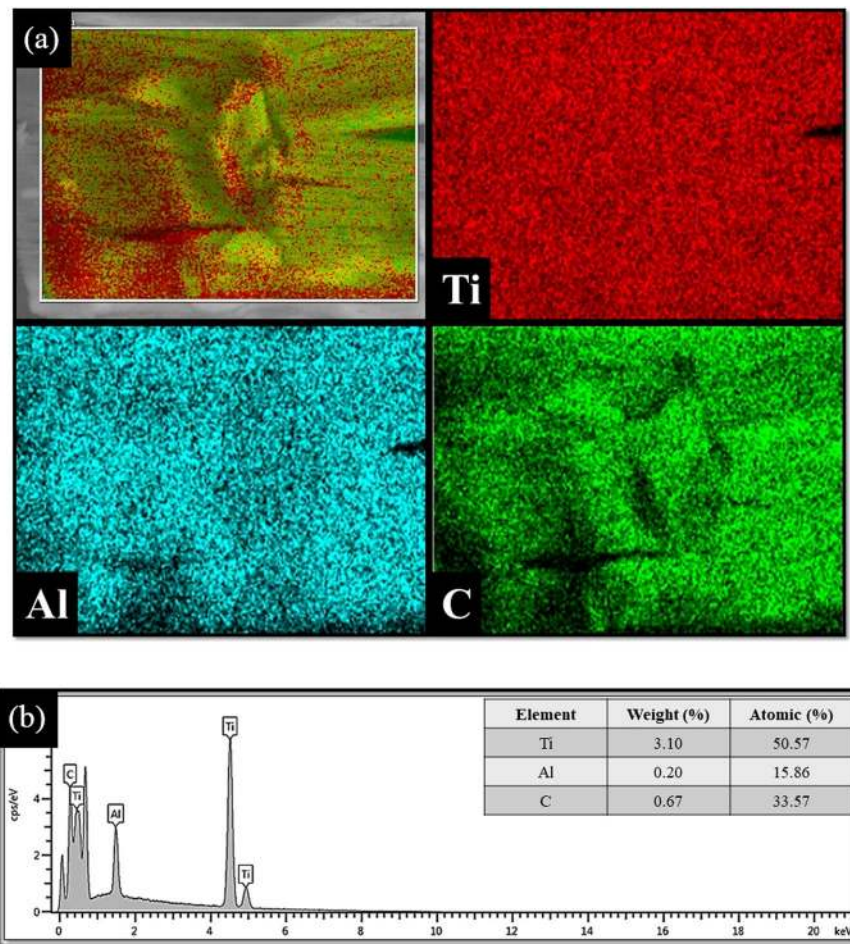 (a)
Ti
Al
C
(b)
Element Weight (%) Atomic (%)
Ti 3.10 50.57
Al 0.20 15.86
C 0.67 33.57
Ti
C
Ti
Al
Ti
cps/eV
4
2
0
0 2 4 6 8 10 12 14 16 18 20 keV